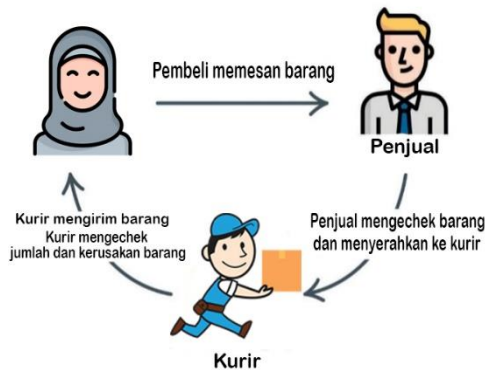 Pembeli memesan barang
Penjual
Penjual mengechek barang
dan menyerahkan ke kurir
Kurir mengirim barang
Kurir mengechek
jumlah dan kerusakan barang
Kurir